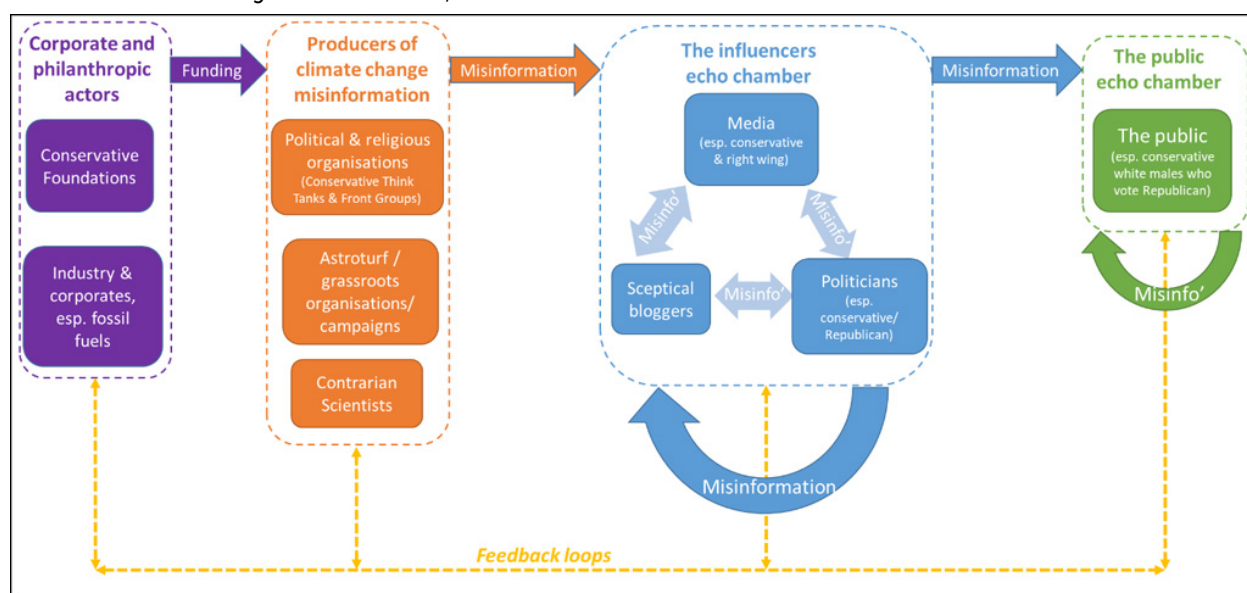 Corporate and
philanthropic
actors
Conservative
Foundations
Industry &
corporates,
esp. fossil
fuels
Funding
Producers of
climate change
misinformation
Political & religious
organisations
(Conservative Think
Tanks & Front Groups)
Astroturf /
grassroots
organisations/
campaigns
Contrarian
Scientists
Misinformation
The influencers
echo chamber
Media
(esp. conservative
& right wing)
Misinfo’
Misinfo’
Sceptical
bloggers
Misinfo’
Politicians
(esp.
conservative/
Republican)
Misinformation
Misinformation
The public
echo chamber
The public
(esp. conservative
white males who
vote Republican)
Misinfo’
Feedback loops